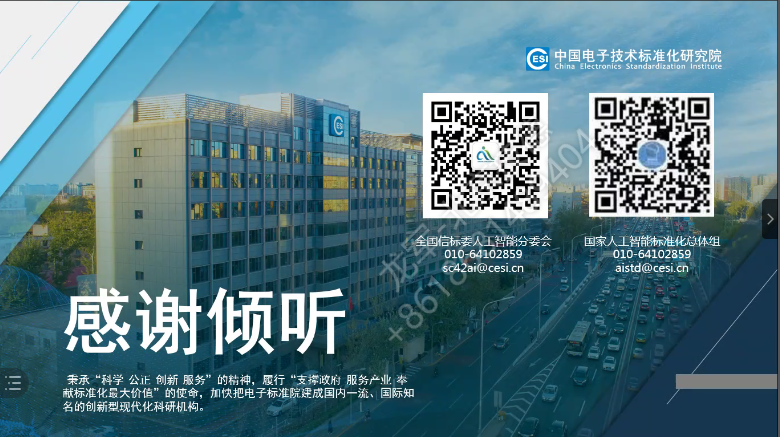 CESI
中国电子技术标准化研究院
China Electronics Standardization Institute
CESI
全国信标委人工智能分委会
010-64102859
sc42ai@cesi.cn
国家人工智能标准化总体组
010-64102859
aistd@cesi.cn
感谢倾听
秉承“科学 公正 创新 服务”的精神，履行“支撑政府 服务产业 奉
献标准化最大价值”的使命，加快把电子标准院建成国内一流、国际知
名的创新型现代化科研机构。